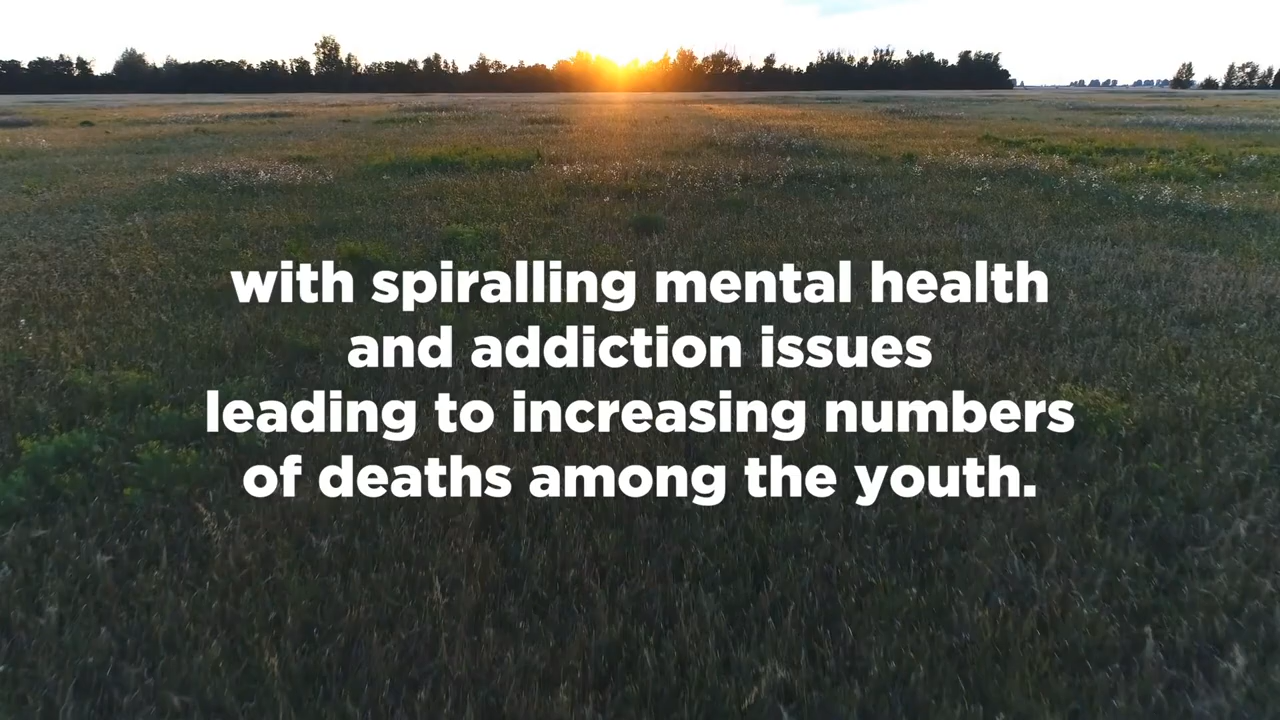 with spiralling mental health
and addiction issues
leading to increasing numbers
of deaths among the youth.